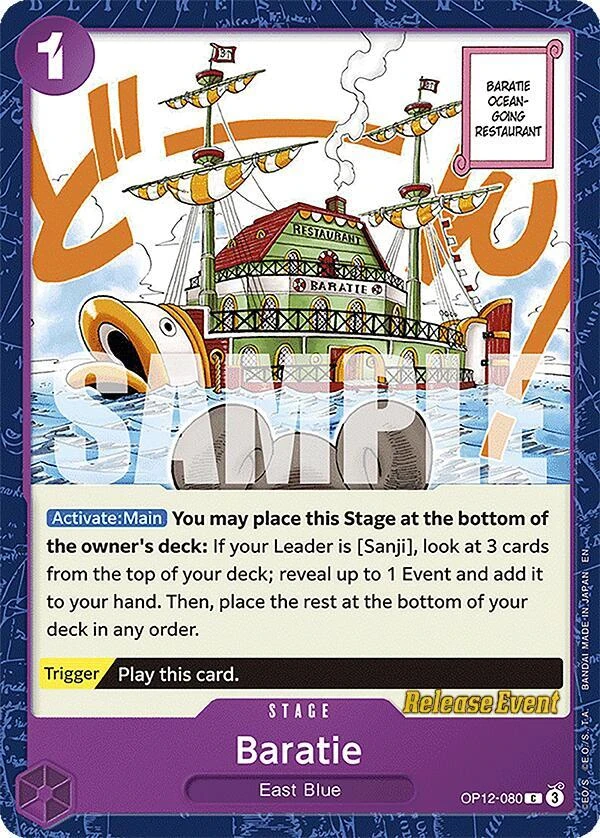 1
BARATIE
OCEAN-
GOING
RESTAURANT
ど
ん
RESTAURANT
BARATIE
SAMPLE
Activate:Main You may place this Stage at the bottom of
the owner's deck: If your Leader is [Sanji], look at 3 cards
from the top of your deck; reveal up to 1 Event and add it
to your hand. Then, place the rest at the bottom of your
deck in any order.
Trigger Play this card.
Release Event
STAGE
Baratie
East Blue
OP12-080 C 3
©E.O/S. ©E.O./S.,T.A. BANDAI MADE IN JAPAN EN